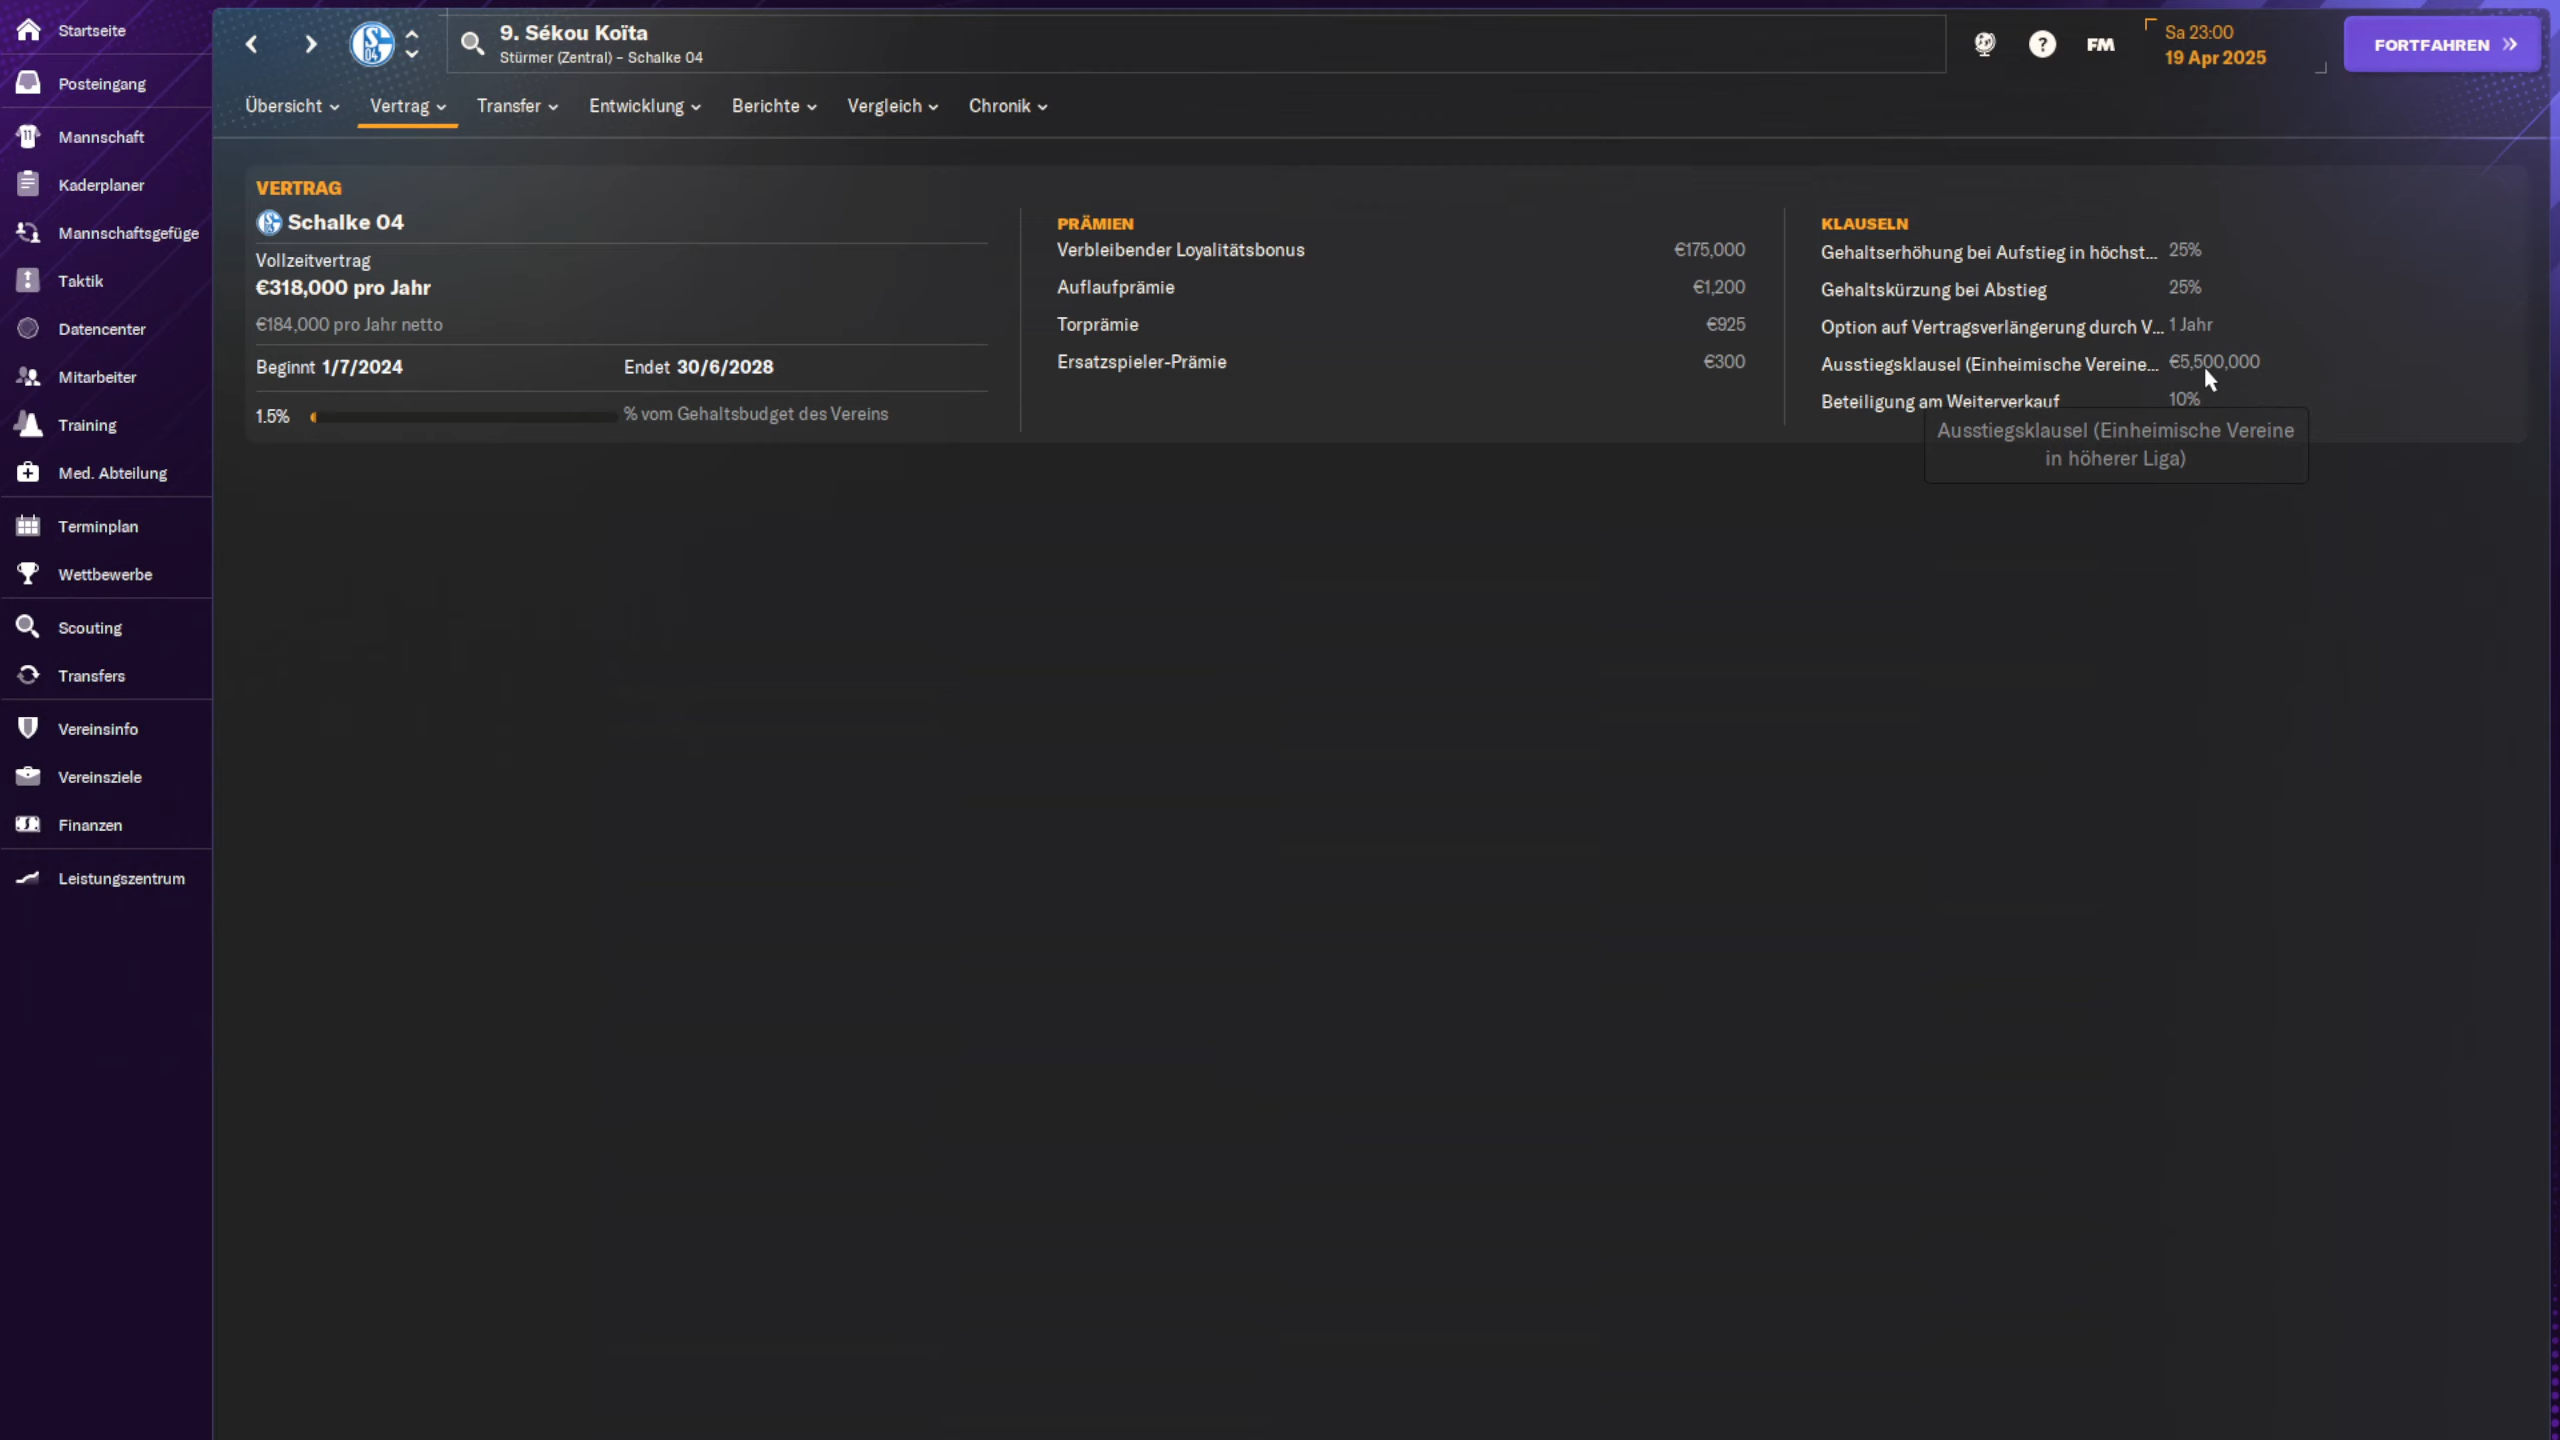 Startseite
Posteingang
Mannschaft
Kaderplaner
Mannschaftsgefüge
Taktik
Datencenter
Mitarbeiter
Training
Med. Abteilung
Terminplan
Wettbewerbe
Scouting
Transfers
Vereinsinfo
Vereinsziele
Finanzen
Leistungszentrum
9. Sékou Koïta
Stürmer (Zentral) - Schalke 04
FM
Sa 23:00
19 Apr 2025
FORTFAHREN
Übersicht Vertrag Transfer Entwicklung Berichte Vergleich Chronik
VERTRAG
Schalke 04
Vollzeitvertrag
€318,000 pro Jahr
€184,000 pro Jahr netto
Beginnt 1/7/2024 Endet 30/6/2028
1.5% % vom Gehaltsbudget des Vereins
PRÄMIEN
Verbleibender Loyalitätsbonus €175,000
Auflaufprämie €1,200
Torprämie €925
Ersatzspieler-Prämie €300
KLAUSELN
Gehaltserhöhung bei Aufstieg in höchst... 25%
Gehaltskürzung bei Abstieg 25%
Option auf Vertragsverlängerung durch V... 1 Jahr
Ausstiegsklausel (Einheimische Vereine... €5,500,000
Beteiligung am Weiterverkauf 10%
Ausstiegsklausel (Einheimische Vereine
in höherer Liga)